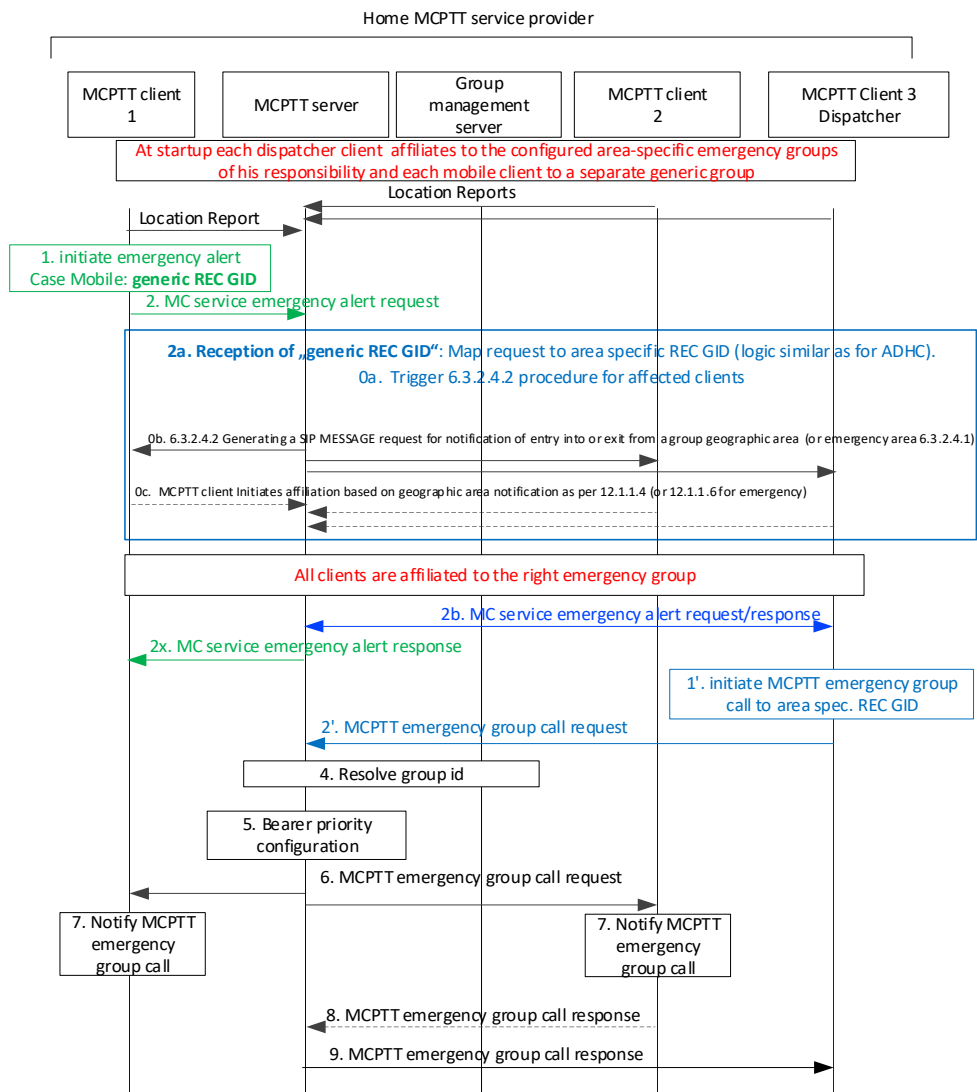 Home MCPTT service provider
MCPTT client
1
MCPTT server
Group
management
server
MCPTT client
2
MCPTT Client 3
Dispatcher
At startup each dispatcher client affiliates to the configured area-specific emergency groups
of his responsibility and each mobile client to a separate generic group
Location Reports
Location Report
1. initiate emergency alert
Case Mobile: generic REC GID
2. MC service emergency alert request
2a. Reception of „generic REC GID“: Map request to area specific REC GID (logic similar as for ADHC).
0a. Trigger 6.3.2.4.2 procedure for affected clients
0b. 6.3.2.4.2 Generating a SIP MESSAGE request for notification of entry into or exit from a group geographic area (or emergency area 6.3.2.4.1)
0c. MCPTT client Initiates affiliation based on geographic area notification as per 12.1.1.4 (or 12.1.1.6 for emergency)
All clients are affiliated to the right emergency group
2b. MC service emergency alert request/response
2x. MC service emergency alert response
1'. initiate MCPTT emergency group
call to area spec. REC GID
2'. MCPTT emergency group call request
4. Resolve group id
5. Bearer priority
configuration
6. MCPTT emergency group call request
7. Notify MCPTT
emergency
group call
7. Notify MCPTT
emergency
group call
8. MCPTT emergency group call response
9. MCPTT emergency group call response